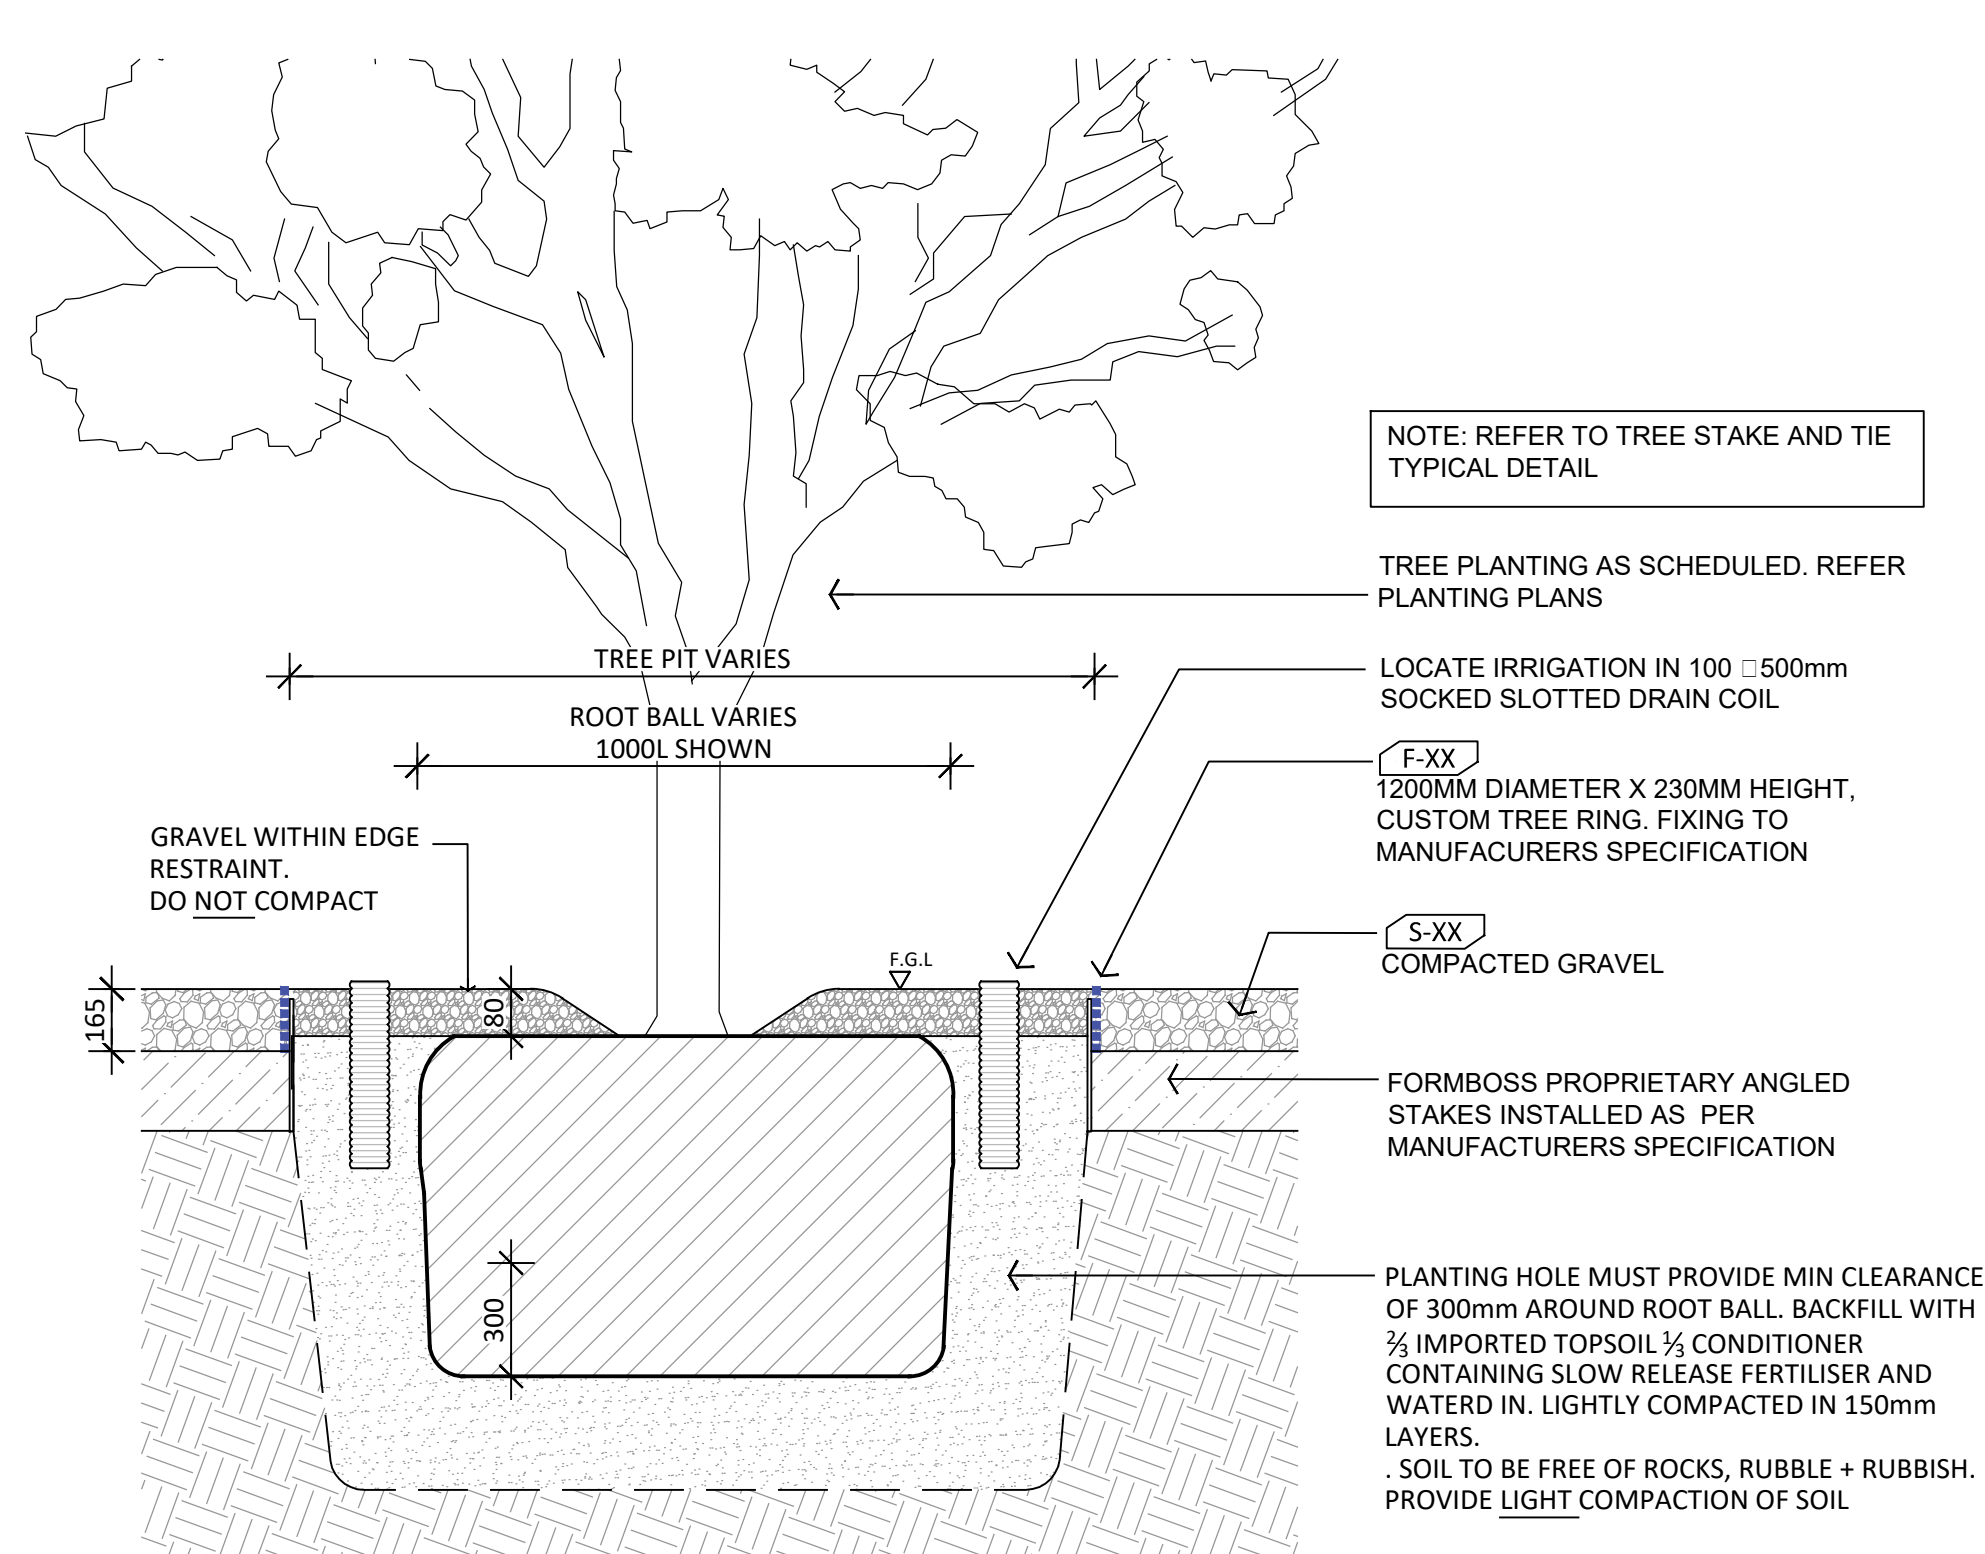 NOTE: REFER TO TREE STAKE AND TIE
TYPICAL DETAIL
TREE PLANTING AS SCHEDULED. REFER
PLANTING PLANS
TREE PIT VARIES
ROOT BALL VARIES
1000L SHOWN
LOCATE IRRIGATION IN 100 □500mm
SOCKED SLOTTED DRAIN COIL
F-XX
1200MM DIAMETER X 230MM HEIGHT,
CUSTOM TREE RING. FIXING TO
MANUFACURERS SPECIFICATION
GRAVEL WITHIN EDGE
RESTRAINT.
DO NOT COMPACT
S-XX
COMPACTED GRAVEL
F.G.L
165
80
FORMBOSS PROPRIETARY ANGLED
STAKES INSTALLED AS PER
MANUFACTURERS SPECIFICATION
300
PLANTING HOLE MUST PROVIDE MIN CLEARANCE
OF 300mm AROUND ROOT BALL. BACKFILL WITH
⅔ IMPORTED TOPSOIL ⅓ CONDITIONER
CONTAINING SLOW RELEASE FERTILISER AND
WATERD IN. LIGHTLY COMPACTED IN 150mm
LAYERS.
. SOIL TO BE FREE OF ROCKS, RUBBLE + RUBBISH.
PROVIDE LIGHT COMPACTION OF SOIL